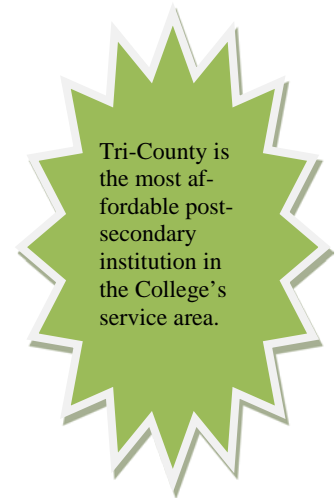 Tri-County is
the most af-
fordable post-
secondary
institution in
the College’s
service area.